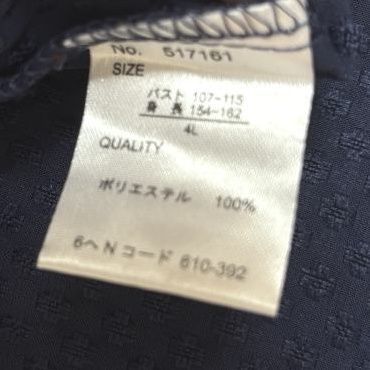 No. 517161
SIZE
バスト 107-115
身長 154-162
4L
QUALITY
ポリエステル 100%
6ヘNコード 610-392